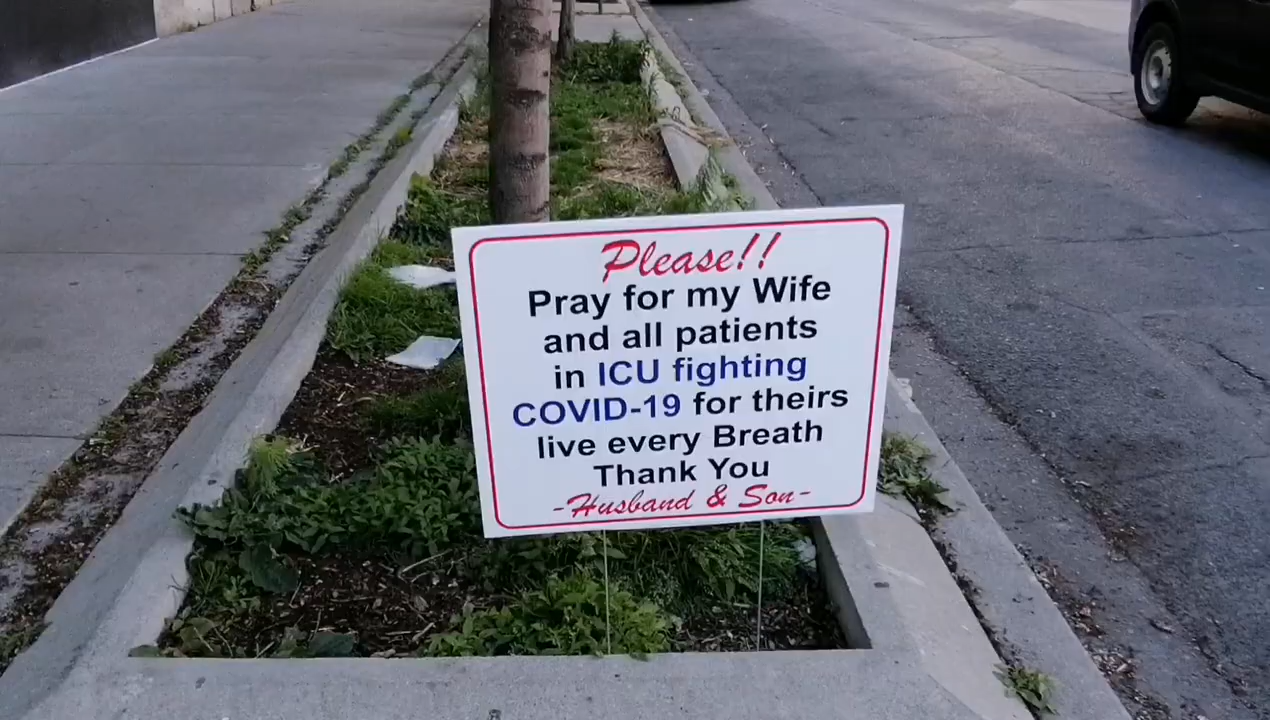 Please!!
Pray for my Wife
and all patients
in ICU fighting
COVID-19 for theirs
live every Breath
Thank You
-Husband & Son-